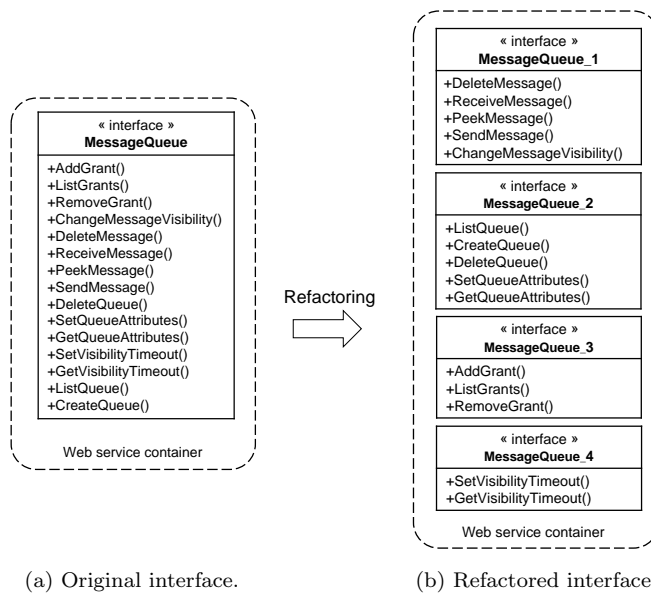 « interface »
MessageQueue
+AddGrant()
+ListGrants()
+RemoveGrant()
+ChangeMessageVisibility()
+DeleteMessage()
+ReceiveMessage()
+PeekMessage()
+SendMessage()
+DeleteQueue()
+SetQueueAttributes()
+GetQueueAttributes()
+SetVisibilityTimeout()
+GetVisibilityTimeout()
+ListQueue()
+CreateQueue()
Web service container
(a) Original interface.
Refactoring
« interface »
MessageQueue_1
+DeleteMessage()
+ReceiveMessage()
+PeekMessage()
+SendMessage()
+ChangeMessageVisibility()
« interface »
MessageQueue_2
+ListQueue()
+CreateQueue()
+DeleteQueue()
+SetQueueAttributes()
+GetQueueAttributes()
« interface »
MessageQueue_3
+AddGrant()
+ListGrants()
+RemoveGrant()
« interface »
MessageQueue_4
+SetVisibilityTimeout()
+GetVisibilityTimeout()
Web service container
(b) Refactored interface